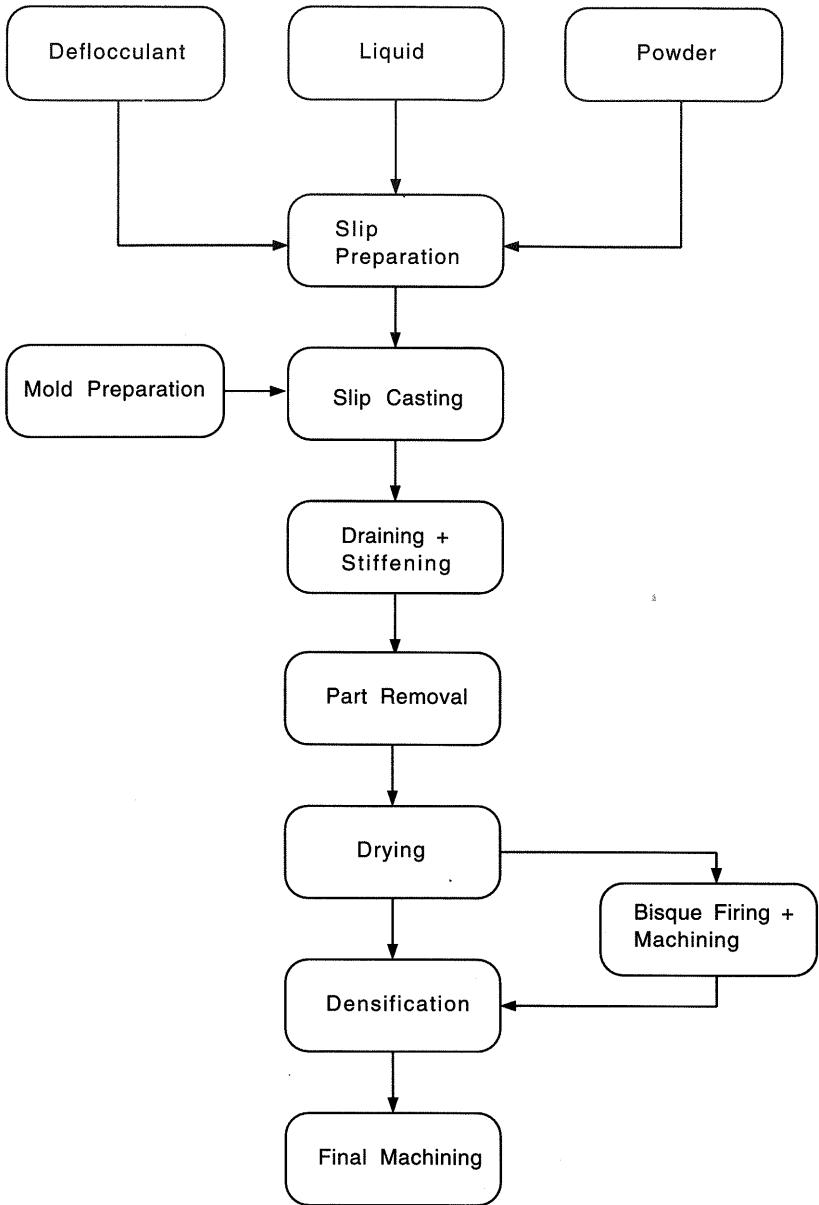 Deflocculant
Liquid
Powder
Slip
Preparation
Mold Preparation
Slip Casting
Draining +
Stiffening
Part Removal
Drying
Bisque Firing +
Machining
Densification
Final Machining